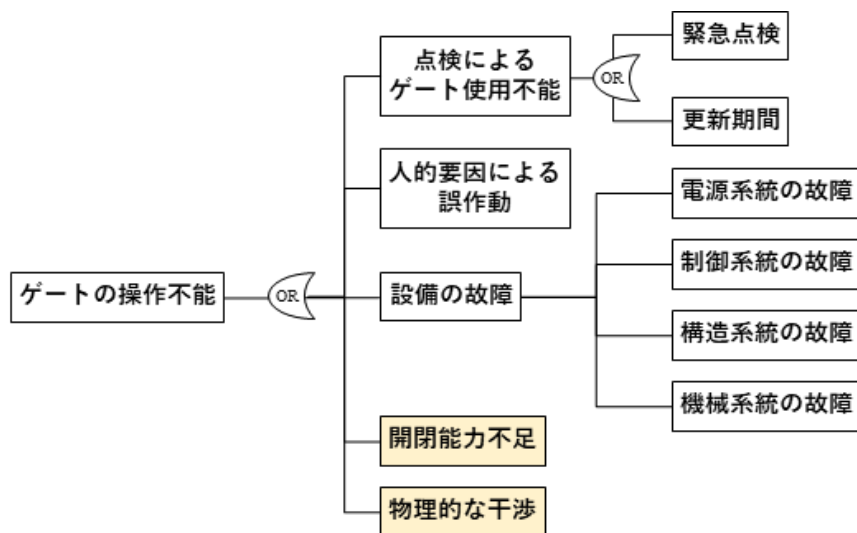 緊急点検
点検による
ゲート使用不能
OR
更新期間
人的要因による
誤作動
電源系統の故障
制御系統の故障
ゲートの操作不能
OR
設備の故障
構造系統の故障
機械系統の故障
開閉能力不足
物理的な干渉